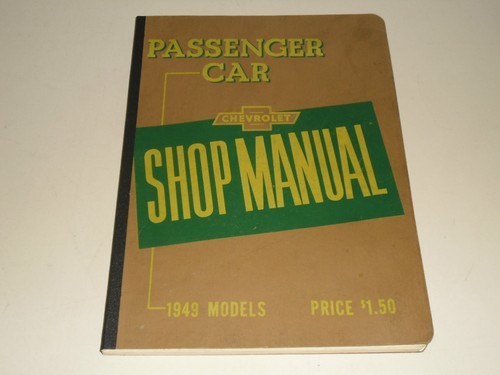 PASSENGER
CAR
CHEVROLET
SHOP MANUAL
1949 MODELS PRICE $1.50